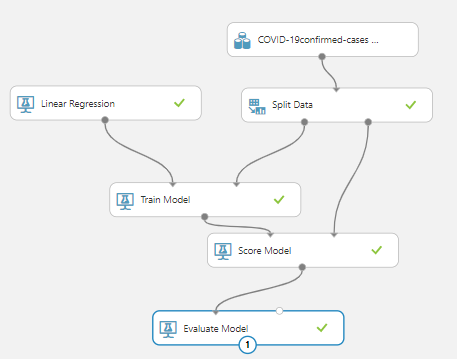 COVID-19confirmed-cases ...
Linear Regression
Split Data
Train Model
Score Model
Evaluate Model
1